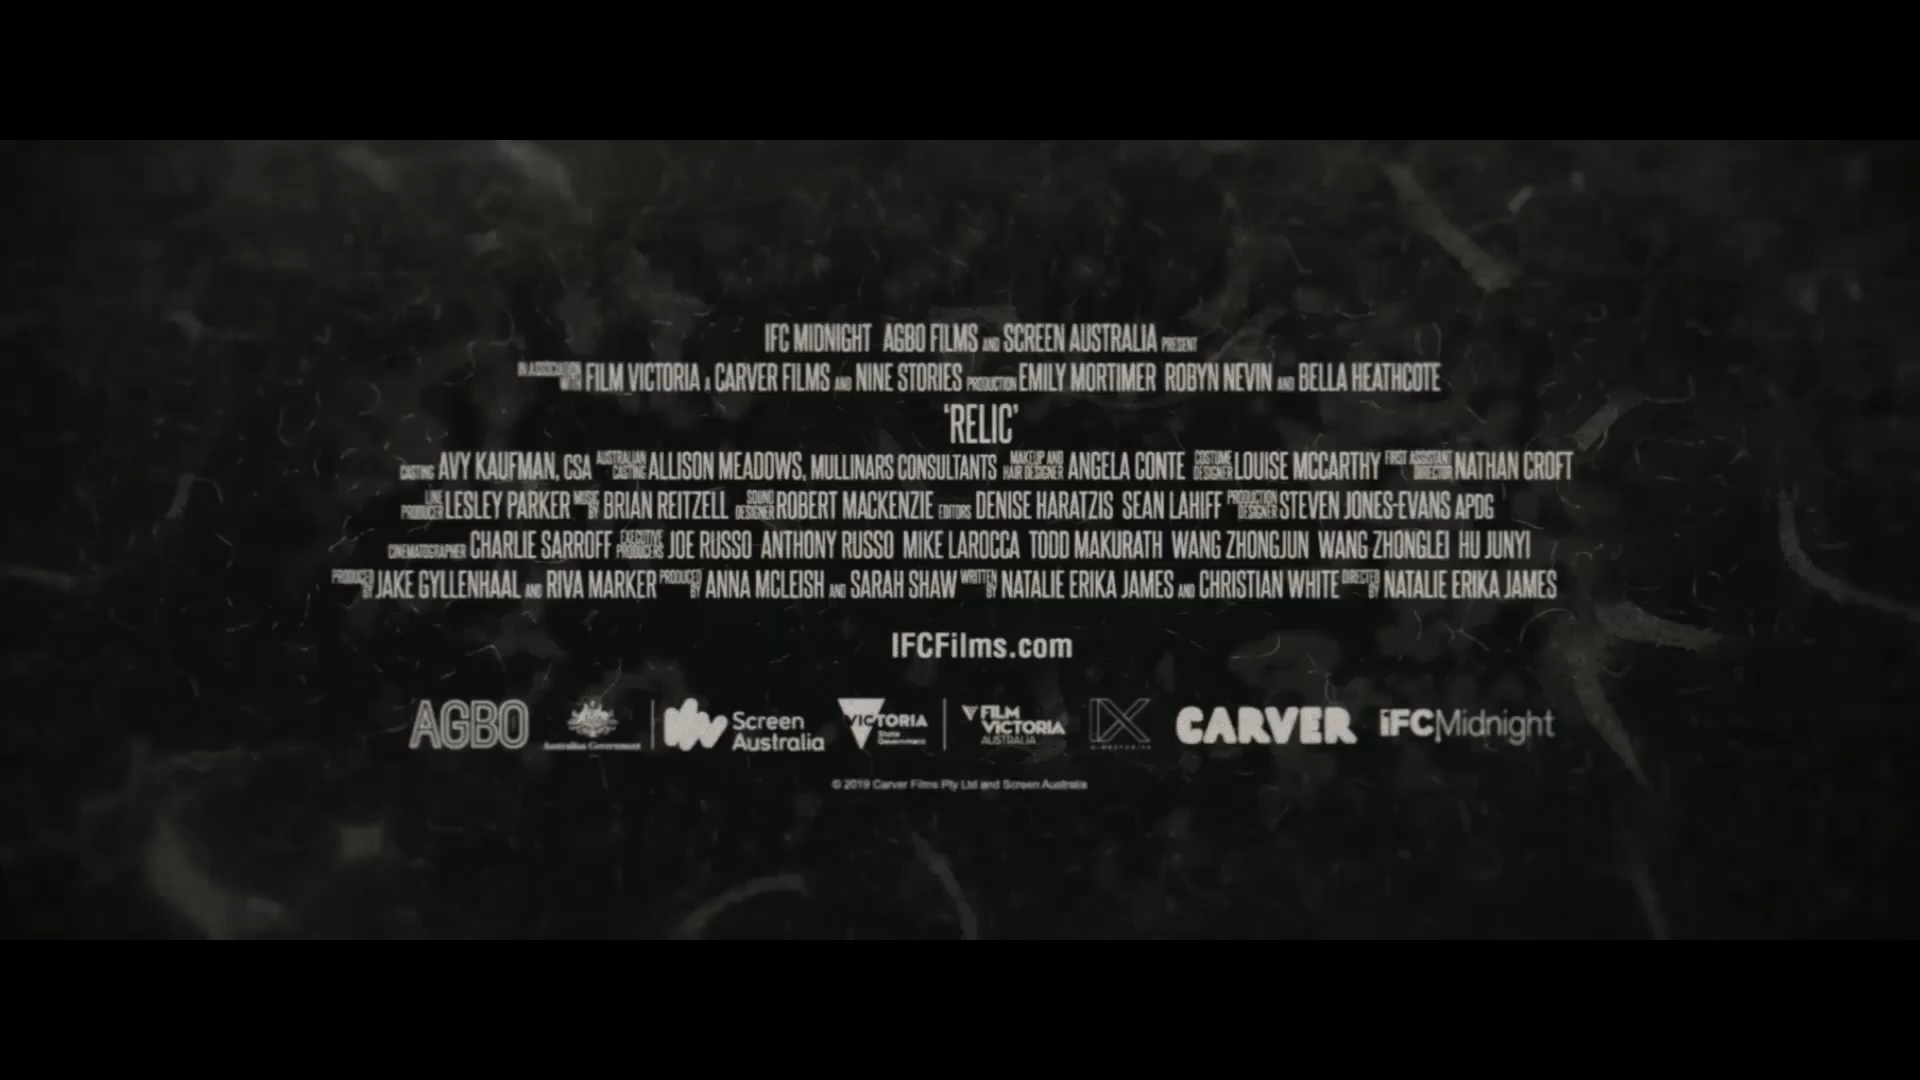 IFC MIDNIGHT AGBO FILMS AND SCREEN AUSTRALIA PRESENT
IN ASSOCIATION WITH FILM VICTORIA A CARVER FILMS AND NINE STORIES PRODUCTION EMILY MORTIMER ROBYN NEVIN AND BELLA HEATHCOTE
'RELIC'
CASTING AVY KAUFMAN, CSA AUSTRALIAN CASTING ALLISON MEADOWS, MULLINARS CONSULTANTS MAKEUP AND HAIR DESIGNER ANGELA CONTE COSTUME DESIGNER LOUISE MCCARTHY FIRST ASSISTANT DIRECTOR NATHAN CROFT
LINE PRODUCER LESLEY PARKER MUSIC BY BRIAN REITZELL SOUND DESIGNER ROBERT MACKENZIE EDITORS DENISE HARATZIS SEAN LAHIFF PRODUCTION DESIGNER STEVEN JONES-EVANS APDG
CINEMATOGRAPHER CHARLIE SARROFF EXECUTIVE PRODUCERS JOE RUSSO ANTHONY RUSSO MIKE LAROCCA TODD MAKURATH WANG ZHONGJUN WANG ZHONGLEI HU JUNYI
PRODUCED BY JAKE GYLLENHAAL AND RIVA MARKER PRODUCED BY ANNA MCLEISH AND SARAH SHAW WRITTEN BY NATALIE ERIKA JAMES AND CHRISTIAN WHITE DIRECTED BY NATALIE ERIKA JAMES
IFCFilms.com
AGBO Australian Government Screen Australia VICTORIA State Government FILM VICTORIA AUSTRALIA IX CARVER IFC Midnight
© 2019 Carver Films Pty Ltd and Screen Australia